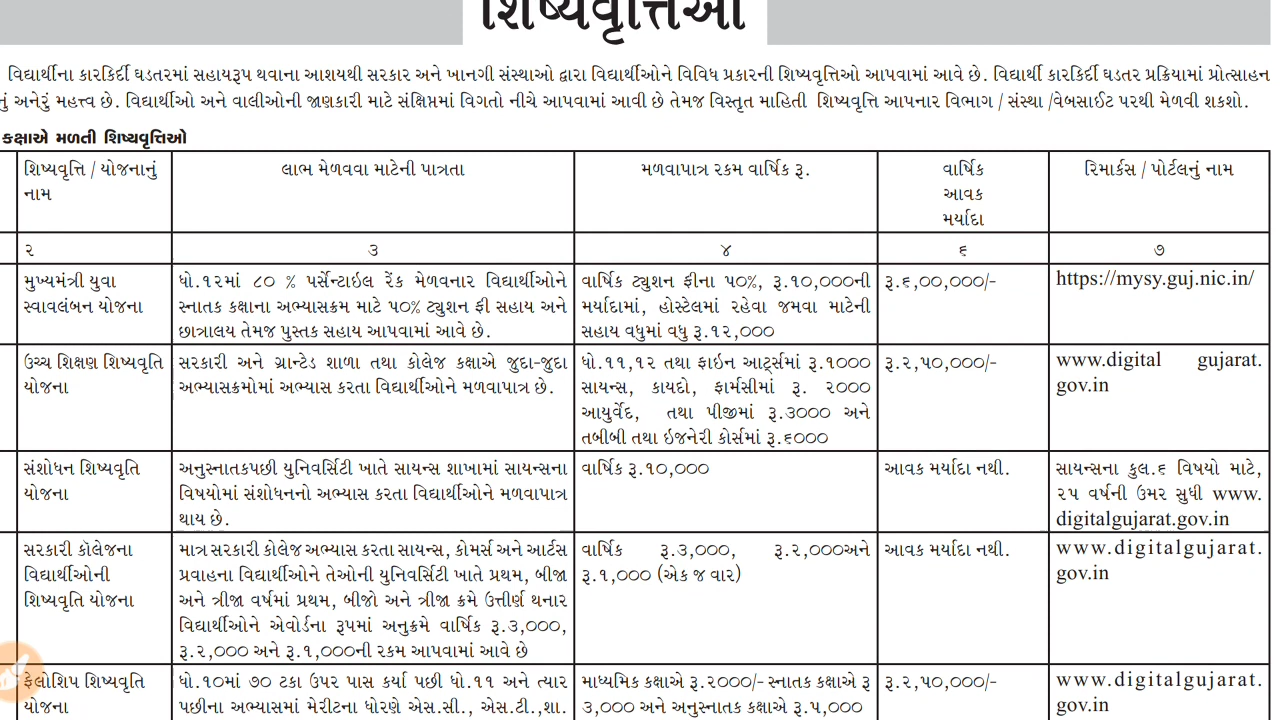 શિષ્યવૃત્તિઓ
વિદ્યાર્થીના કારકિર્દી ઘડતરમાં સહાયરૂપ થવાના આશયથી સરકાર અને ખાનગી સંસ્થાઓ દ્વારા વિદ્યાર્થીઓને વિવિધ પ્રકારની શિષ્યવૃત્તિઓ આપવામાં આવે છે. વિદ્યાર્થી કારકિર્દી ઘડતર પ્રક્રિયામાં પ્રોત્સાહન
નું અનેરું મહત્ત્વ છે. વિદ્યાર્થીઓ અને વાલીઓની જાણકારી માટે સંક્ષિપ્તમાં વિગતો નીચે આપવામાં આવી છે તેમજ વિસ્તૃત માહિતી શિષ્યવૃત્તિ આપનાર વિભાગ / સંસ્થા /વેબસાઈટ પરથી મેળવી શકશો.
કક્ષાએ મળતી શિષ્યવૃત્તિઓ
શિષ્યવૃત્તિ / યોજનાનું
નામ
લાભ મેળવવા માટેની પાત્રતા
મળવાપાત્ર રકમ વાર્ષિક રૂ.
વાર્ષિક
આવક
મર્યાદા
રિમાર્કસ / પોર્ટલનું નામ
૨
૩
૪
૬
૭
મુખ્યમંત્રી યુવા
સ્વાવલંબન યોજના
ધો.૧૨માં ૮૦ % પર્સેન્ટાઇલ રેંક મેળવનાર વિદ્યાર્થીઓને
સ્નાતક કક્ષાના અભ્યાસક્રમ માટે ૫૦% ટ્યુશન ફી સહાય અને
છાત્રાલય તેમજ પુસ્તક સહાય આપવામાં આવે છે.
વાર્ષિક ટ્યુશન ફીના ૫૦%, રૂ.૧૦,૦૦૦ની
મર્યાદામાં, હોસ્ટેલમાં રહેવા જમવા માટેની
સહાય વધુમાં વધુ રૂ.૧૨,૦૦૦
રૂ.૬,૦૦,૦૦૦/-
https://mysy.guj.nic.in/
ઉચ્ચ શિક્ષણ શિષ્યવૃતિ
યોજના
સરકારી અને ગ્રાન્ટેડ શાળા તથા કોલેજ કક્ષાએ જુદા-જુદા
અભ્યાસક્રમોમાં અભ્યાસ કરતા વિદ્યાર્થીઓને મળવાપાત્ર છે.
ધો.૧૧,૧૨ તથા ફાઇન આર્ટ્સમાં રૂ.૧૦૦૦
સાયન્સ, કાયદો, ફાર્મસીમાં રૂ. ૨૦૦૦
આયુર્વેદ, તથા પીજીમાં રૂ.૩૦૦૦ અને
તબીબી તથા ઇજનેરી કોર્સમાં રૂ.૬૦૦૦
રૂ.૨,૫૦,૦૦૦/-
www.digital gujarat.
gov.in
સંશોધન શિષ્યવૃતિ
યોજના
અનુસ્નાતકપછી યુનિવર્સિટી ખાતે સાયન્સ શાખામાં સાયન્સના
વિષયોમાં સંશોધનનો અભ્યાસ કરતા વિદ્યાર્થીઓને મળવાપાત્ર
થાય છે.
વાર્ષિક રૂ.૧૦,૦૦૦
આવક મર્યાદા નથી.
સાયન્સના કુલ.૬ વિષયો માટે,
૨૫ વર્ષની ઉમર સુધી www.
digitalgujarat.gov.in
સરકારી કૉલેજના
વિદ્યાર્થીઓની
શિષ્યવૃતિ યોજના
માત્ર સરકારી કોલેજ અભ્યાસ કરતા સાયન્સ, કોમર્સ અને આર્ટસ
પ્રવાહના વિદ્યાર્થીઓને તેઓની યુનિવર્સિટી ખાતે પ્રથમ, બીજા
અને ત્રીજા વર્ષમાં પ્રથમ, બીજો અને ત્રીજા ક્રમે ઉત્તીર્ણ થનાર
વિદ્યાર્થીઓને એવોર્ડના રૂપમાં અનુક્રમે વાર્ષિક રૂ.૩,૦૦૦,
રૂ.૨,૦૦૦ અને રૂ.૧,૦૦૦ની રકમ આપવામાં આવે છે
વાર્ષિક રૂ.૩,૦૦૦, રૂ.૨,૦૦૦અને
રૂ.૧,૦૦૦ (એક જ વાર)
આવક મર્યાદા નથી.
www.digitalgujarat.
gov.in
ફેલોશિપ શિષ્યવૃતિ
યોજના
ધો.૧૦માં ૭૦ ટકા ઉપર પાસ કર્યા પછી ધો.૧૧ અને ત્યાર
પછીના અભ્યાસમાં મેરીટના ધોરણે એસ.સી., એસ.ટી.,શા.
માધ્યમિક કક્ષાએ રૂ.૨૦૦૦/- સ્નાતક કક્ષાએ રૂ
૩,૦૦૦ અને અનુસ્નાતક કક્ષાએ રૂ.૫,૦૦૦
રૂ.૨,૫૦,૦૦૦/-
www.digitalgujarat.
gov.in